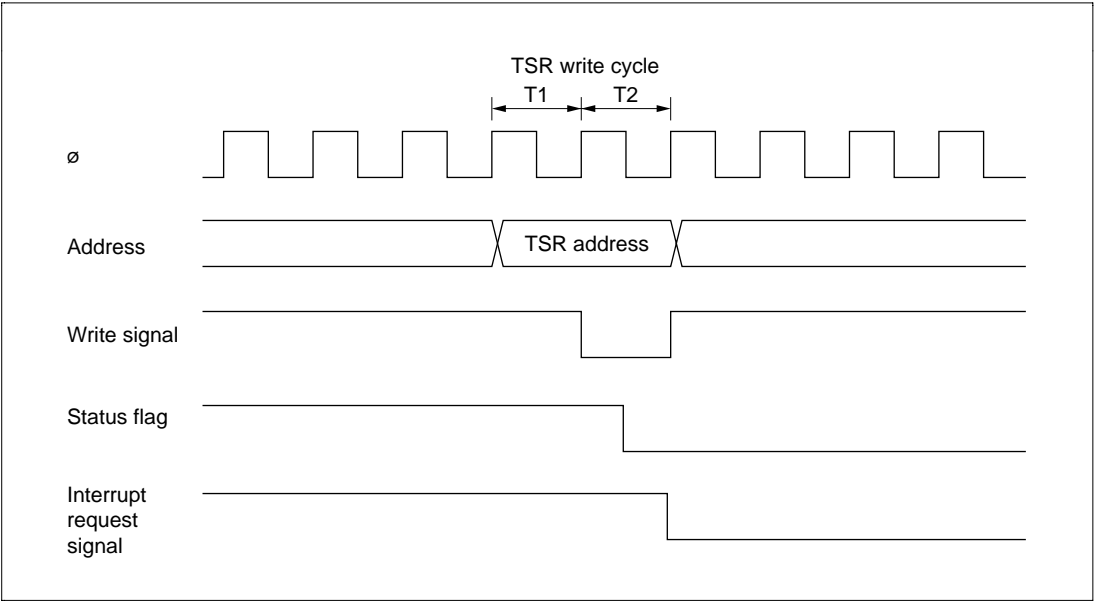 TSR write cycle
T1 T2
ø
Address
TSR address
Write signal
Status flag
Interrupt
request
signal